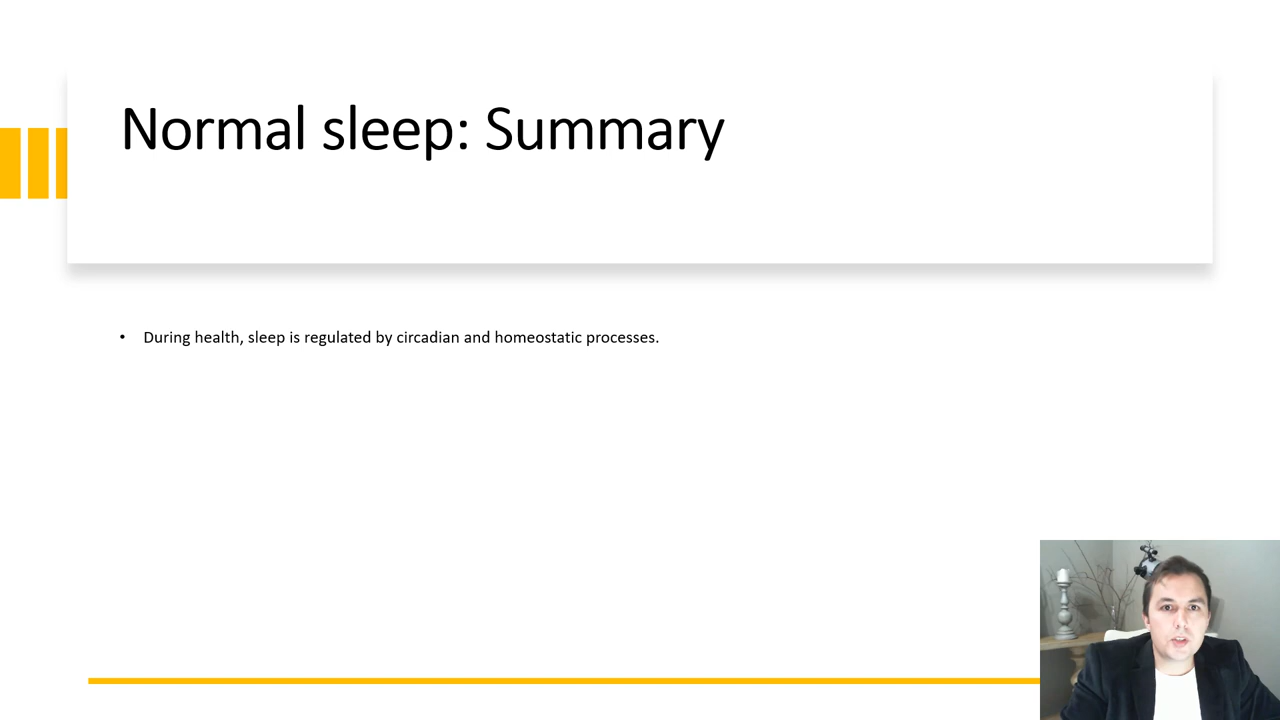 Normal sleep: Summary
• During health, sleep is regulated by circadian and homeostatic processes.